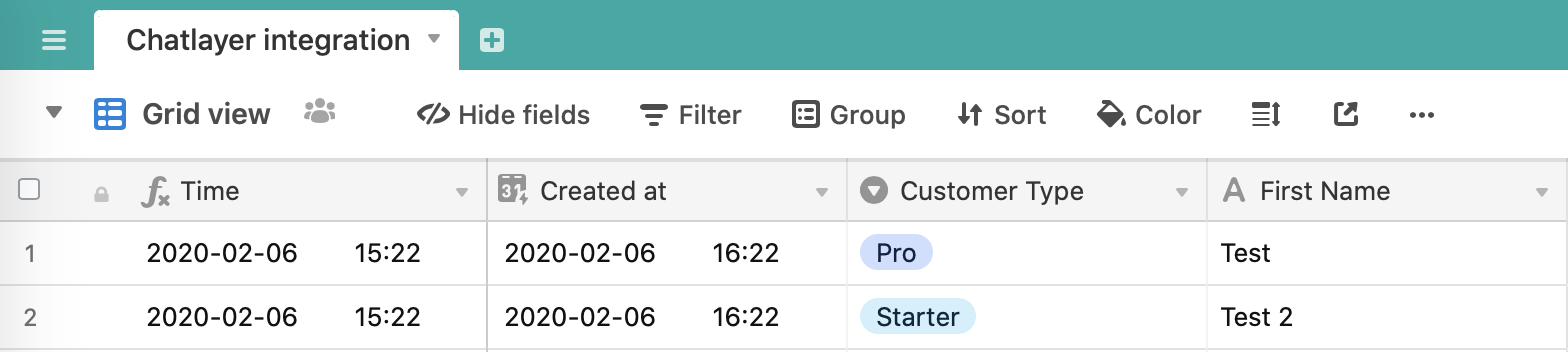 Chatlayer integration
Grid view Hide fields Filter Group Sort Color
Time Created at Customer Type First Name
1 2020-02-06 15:22 2020-02-06 16:22 Pro Test
2 2020-02-06 15:22 2020-02-06 16:22 Starter Test 2